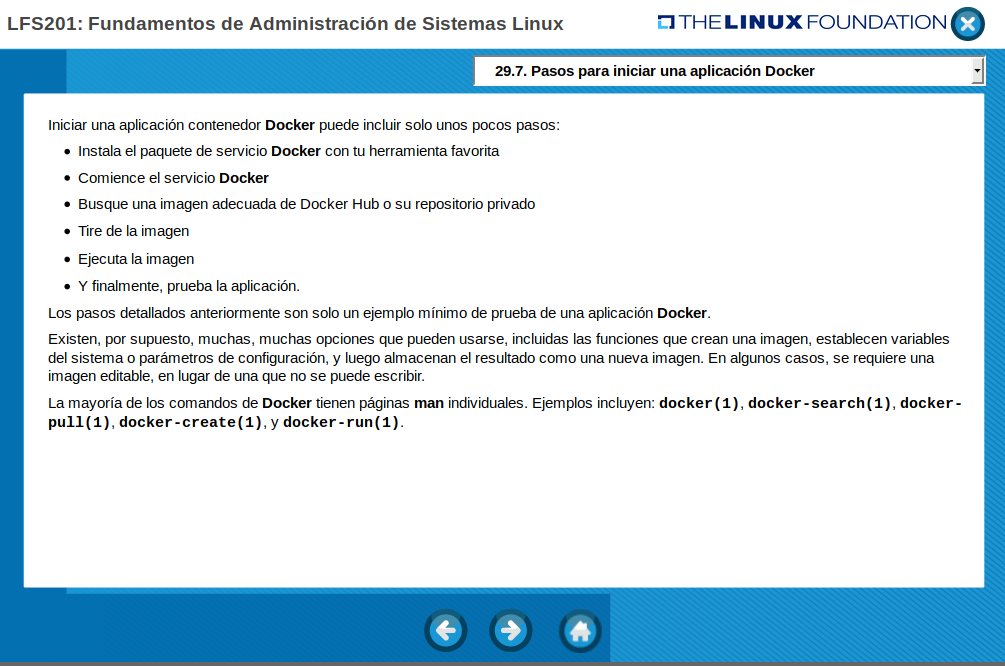 LFS201: Fundamentos de Administración de Sistemas Linux
THE LINUX FOUNDATION
29.7. Pasos para iniciar una aplicación Docker
Iniciar una aplicación contenedor Docker puede incluir solo unos pocos pasos:
• Instala el paquete de servicio Docker con tu herramienta favorita
• Comience el servicio Docker
• Busque una imagen adecuada de Docker Hub o su repositorio privado
• Tire de la imagen
• Ejecuta la imagen
• Y finalmente, prueba la aplicación.
Los pasos detallados anteriormente son solo un ejemplo mínimo de prueba de una aplicación Docker.
Existen, por supuesto, muchas, muchas opciones que pueden usarse, incluidas las funciones que crean una imagen, establecen variables
del sistema o parámetros de configuración, y luego almacenan el resultado como una nueva imagen. En algunos casos, se requiere una
imagen editable, en lugar de una que no se puede escribir.
La mayoría de los comandos de Docker tienen páginas man individuales. Ejemplos incluyen: docker(1), docker-search(1), docker-
pull(1), docker-create(1), y docker-run(1).